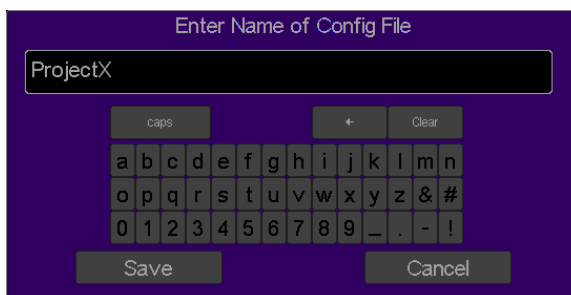 Enter Name of Config File
ProjectX
caps ← Clear
a b c d e f g h i j k l m n
o p q r s t u v w x y z & #
0 1 2 3 4 5 6 7 8 9 _ . - !
Save Cancel